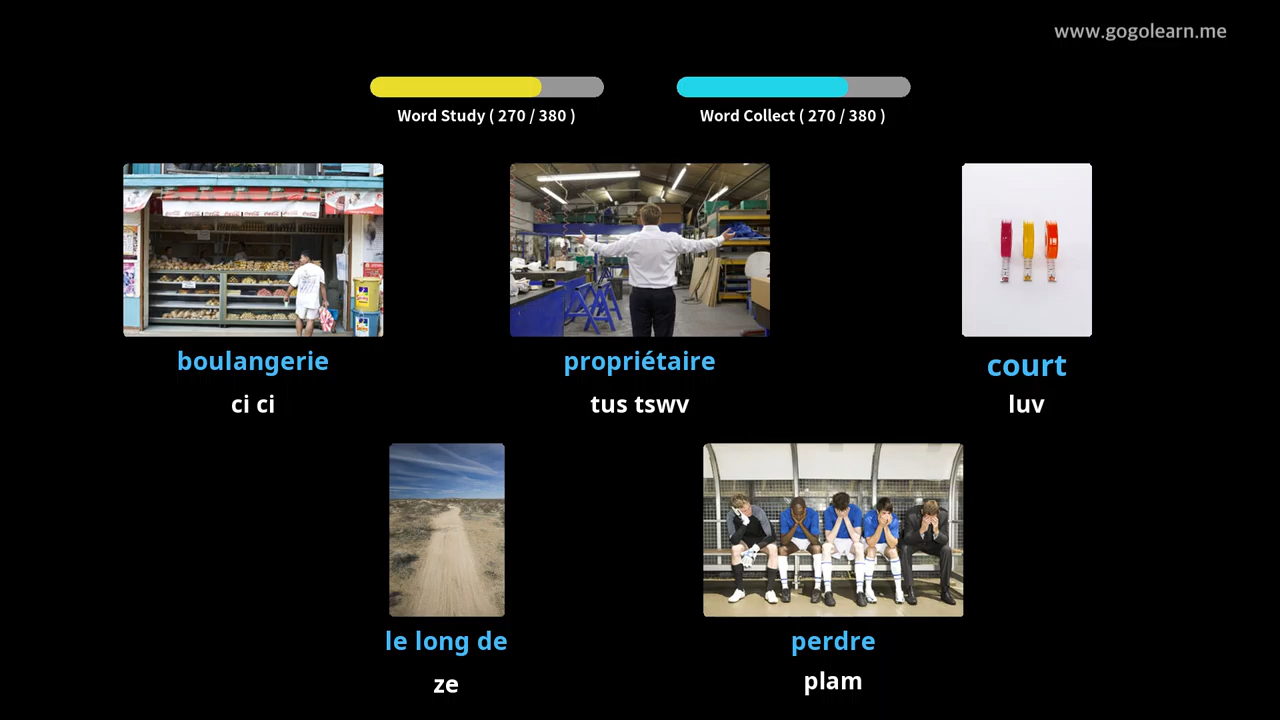 www.gogolearn.me
Word Study ( 270 / 380 )
Word Collect ( 270 / 380 )
boulangerie
ci ci
propriétaire
tus tswv
court
luv
le long de
ze
perdre
plam